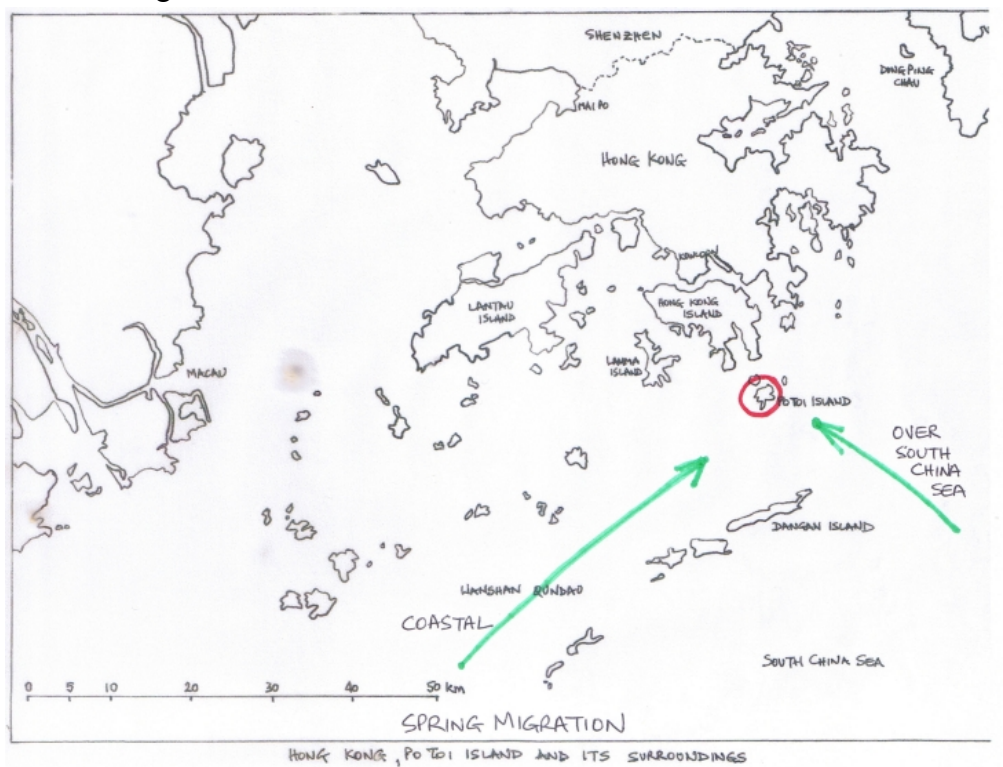 SHENZHEN
DONGPING
CHAU
MAI PO
HONG KONG
KOWLOON
LANTAU
ISLAND
HONG KONG
ISLAND
MACAU
LAMMA
ISLAND
PO TOI ISLAND
OVER
SOUTH
CHINA
SEA
DANGAN ISLAND
WANSHAN QUNDAO
COASTAL
SOUTH CHINA SEA
0 5 10 20 30 40 50 km
SPRING MIGRATION
HONG KONG, PO TOI ISLAND AND ITS SURROUNDINGS